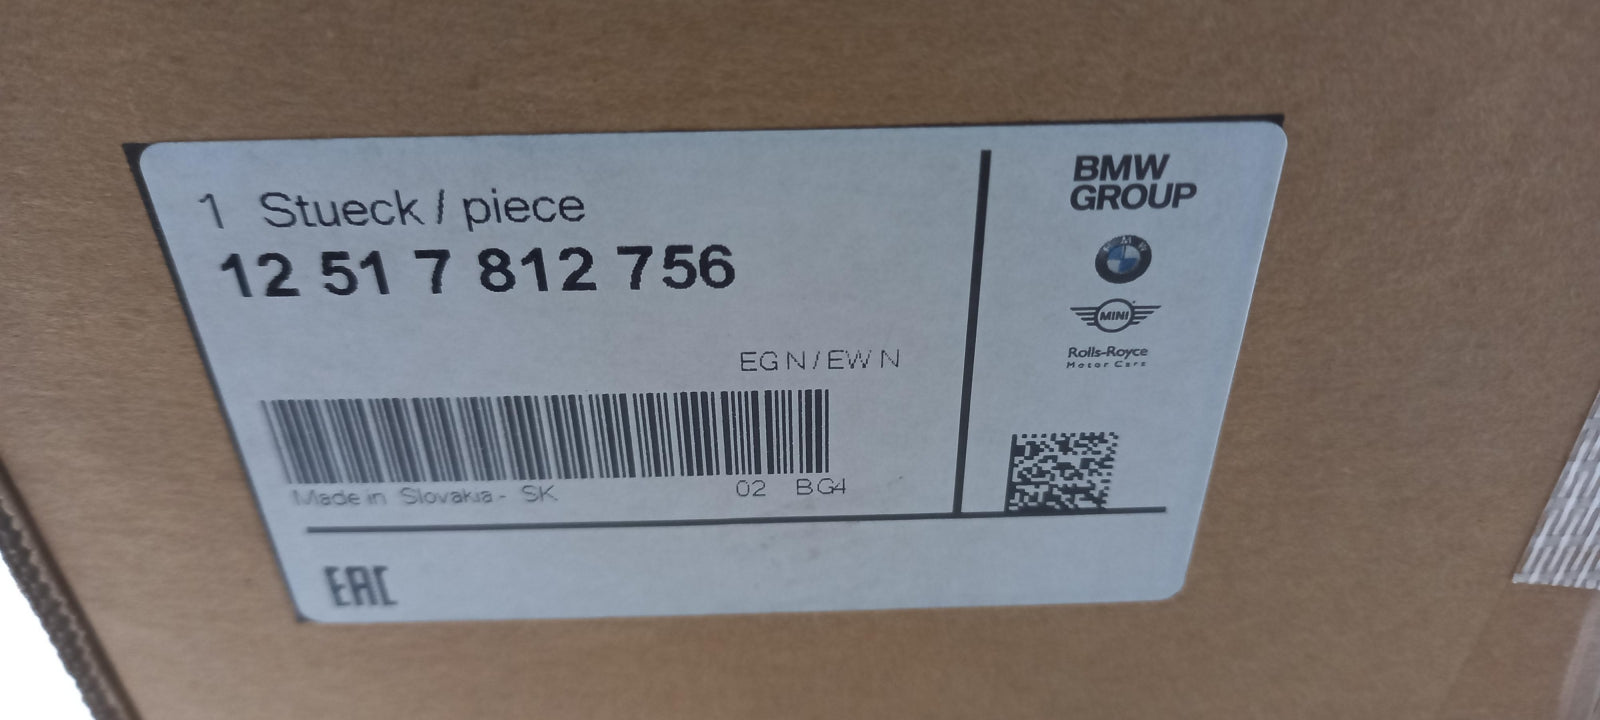 1 Stueck / piece
12 51 7 812 756
EG N / EW N
Made in Slovakia - SK 02 BG4
EAC
BMW
GROUP
BMW
MINI
Rolls-Royce
Motor Cars